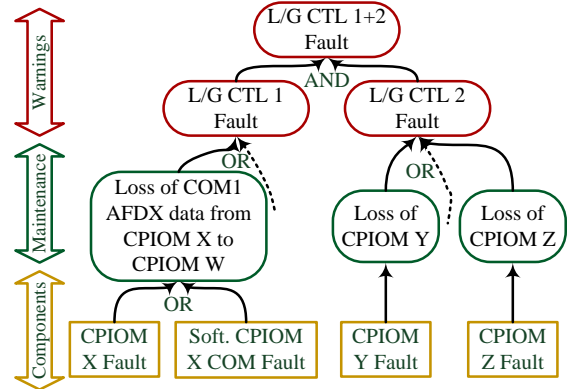 Warnings
L/G CTL 1+2
Fault
AND
L/G CTL 1
Fault
L/G CTL 2
Fault
Maintenance
OR
OR
Loss of COM1
AFDX data from
CPIOM X to
CPIOM W
Loss of
CPIOM Y
Loss of
CPIOM Z
Components
OR
CPIOM
X Fault
Soft. CPIOM
X COM Fault
CPIOM
Y Fault
CPIOM
Z Fault